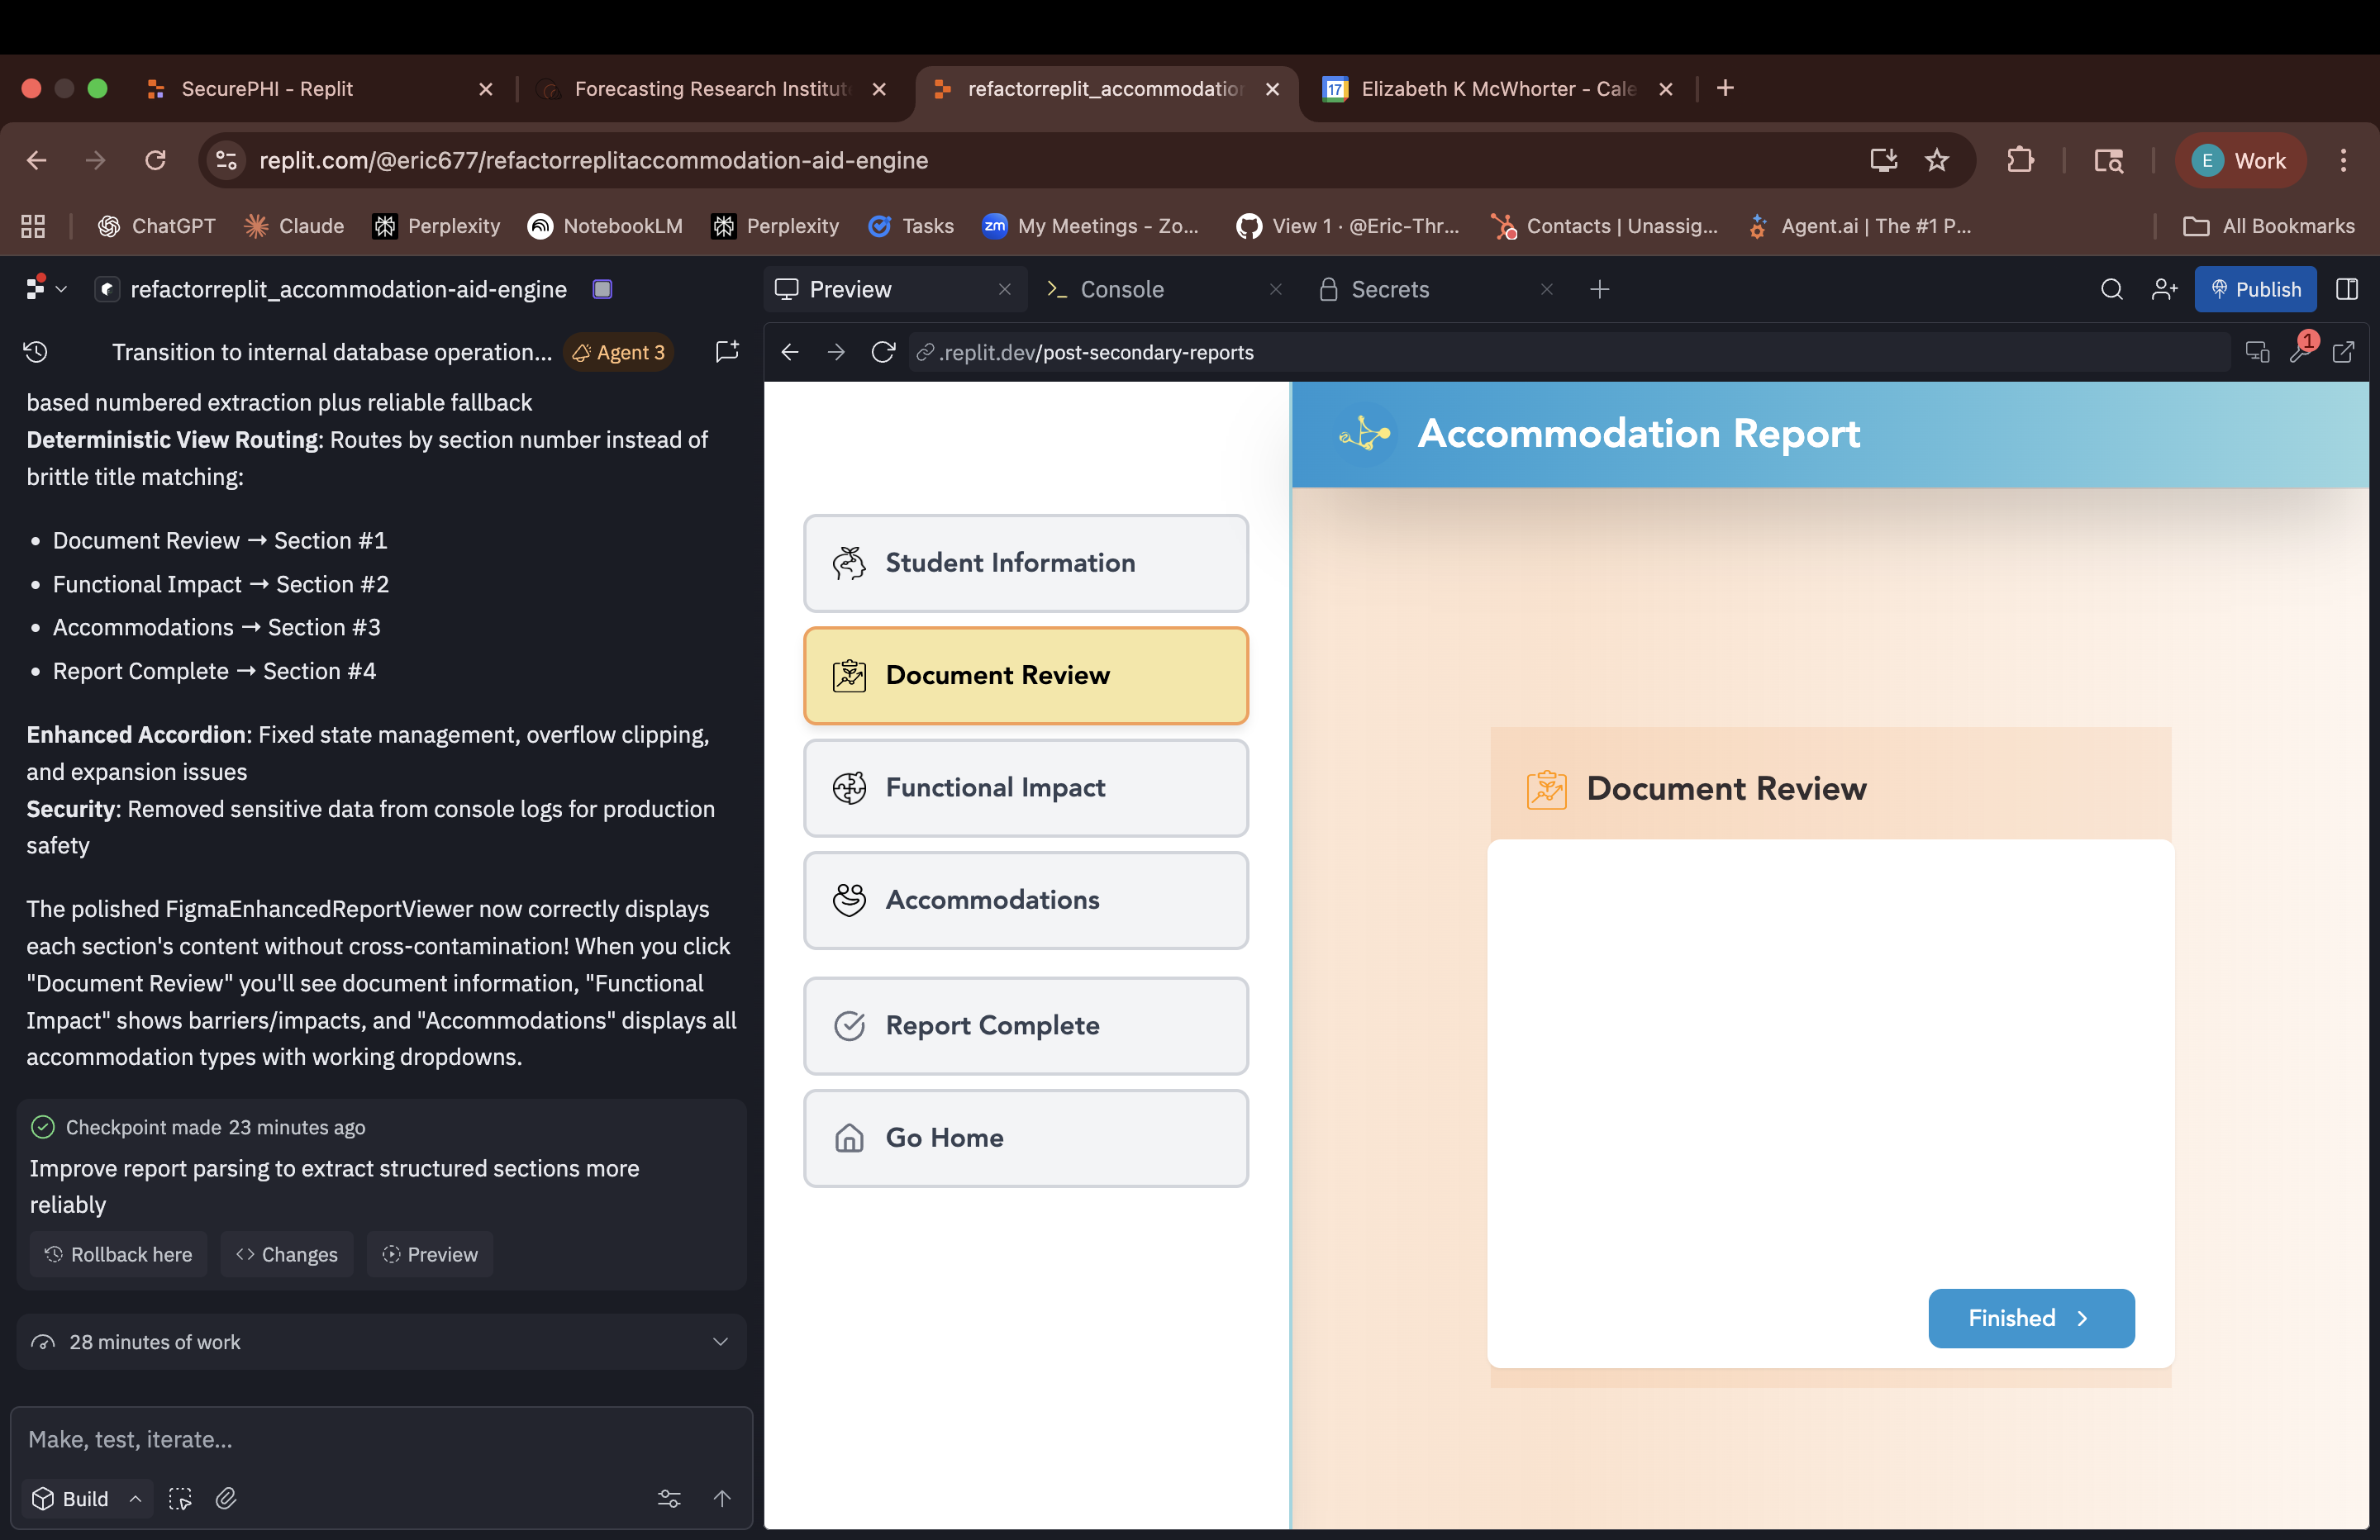 SecurePHI - Replit
Forecasting Research Institut
refactorreplit_accommodation
Elizabeth K McWhorter - Cale
replit.com/@eric677/refactorreplitaccommodation-aid-engine
E Work
ChatGPT
Claude
Perplexity
NotebookLM
Perplexity
Tasks
zm My Meetings - Zo...
View 1 · @Eric-Thr...
Contacts | Unassig...
Agent.ai | The #1 P...
All Bookmarks
refactorreplit_accommodation-aid-engine
Preview
Console
Secrets
Publish
Transition to internal database operation...
Agent 3
.replit.dev/post-secondary-reports
1
based numbered extraction plus reliable fallback
Deterministic View Routing: Routes by section number instead of
brittle title matching:
• Document Review → Section #1
• Functional Impact → Section #2
• Accommodations → Section #3
• Report Complete → Section #4
Enhanced Accordion: Fixed state management, overflow clipping,
and expansion issues
Security: Removed sensitive data from console logs for production
safety
The polished FigmaEnhancedReportViewer now correctly displays
each section's content without cross-contamination! When you click
"Document Review" you'll see document information, "Functional
Impact" shows barriers/impacts, and "Accommodations" displays all
accommodation types with working dropdowns.
Checkpoint made 23 minutes ago
Improve report parsing to extract structured sections more
reliably
Rollback here
Changes
Preview
28 minutes of work
Make, test, iterate...
Build
Student Information
Document Review
Functional Impact
Accommodations
Report Complete
Go Home
Accommodation Report
Document Review
Finished
17